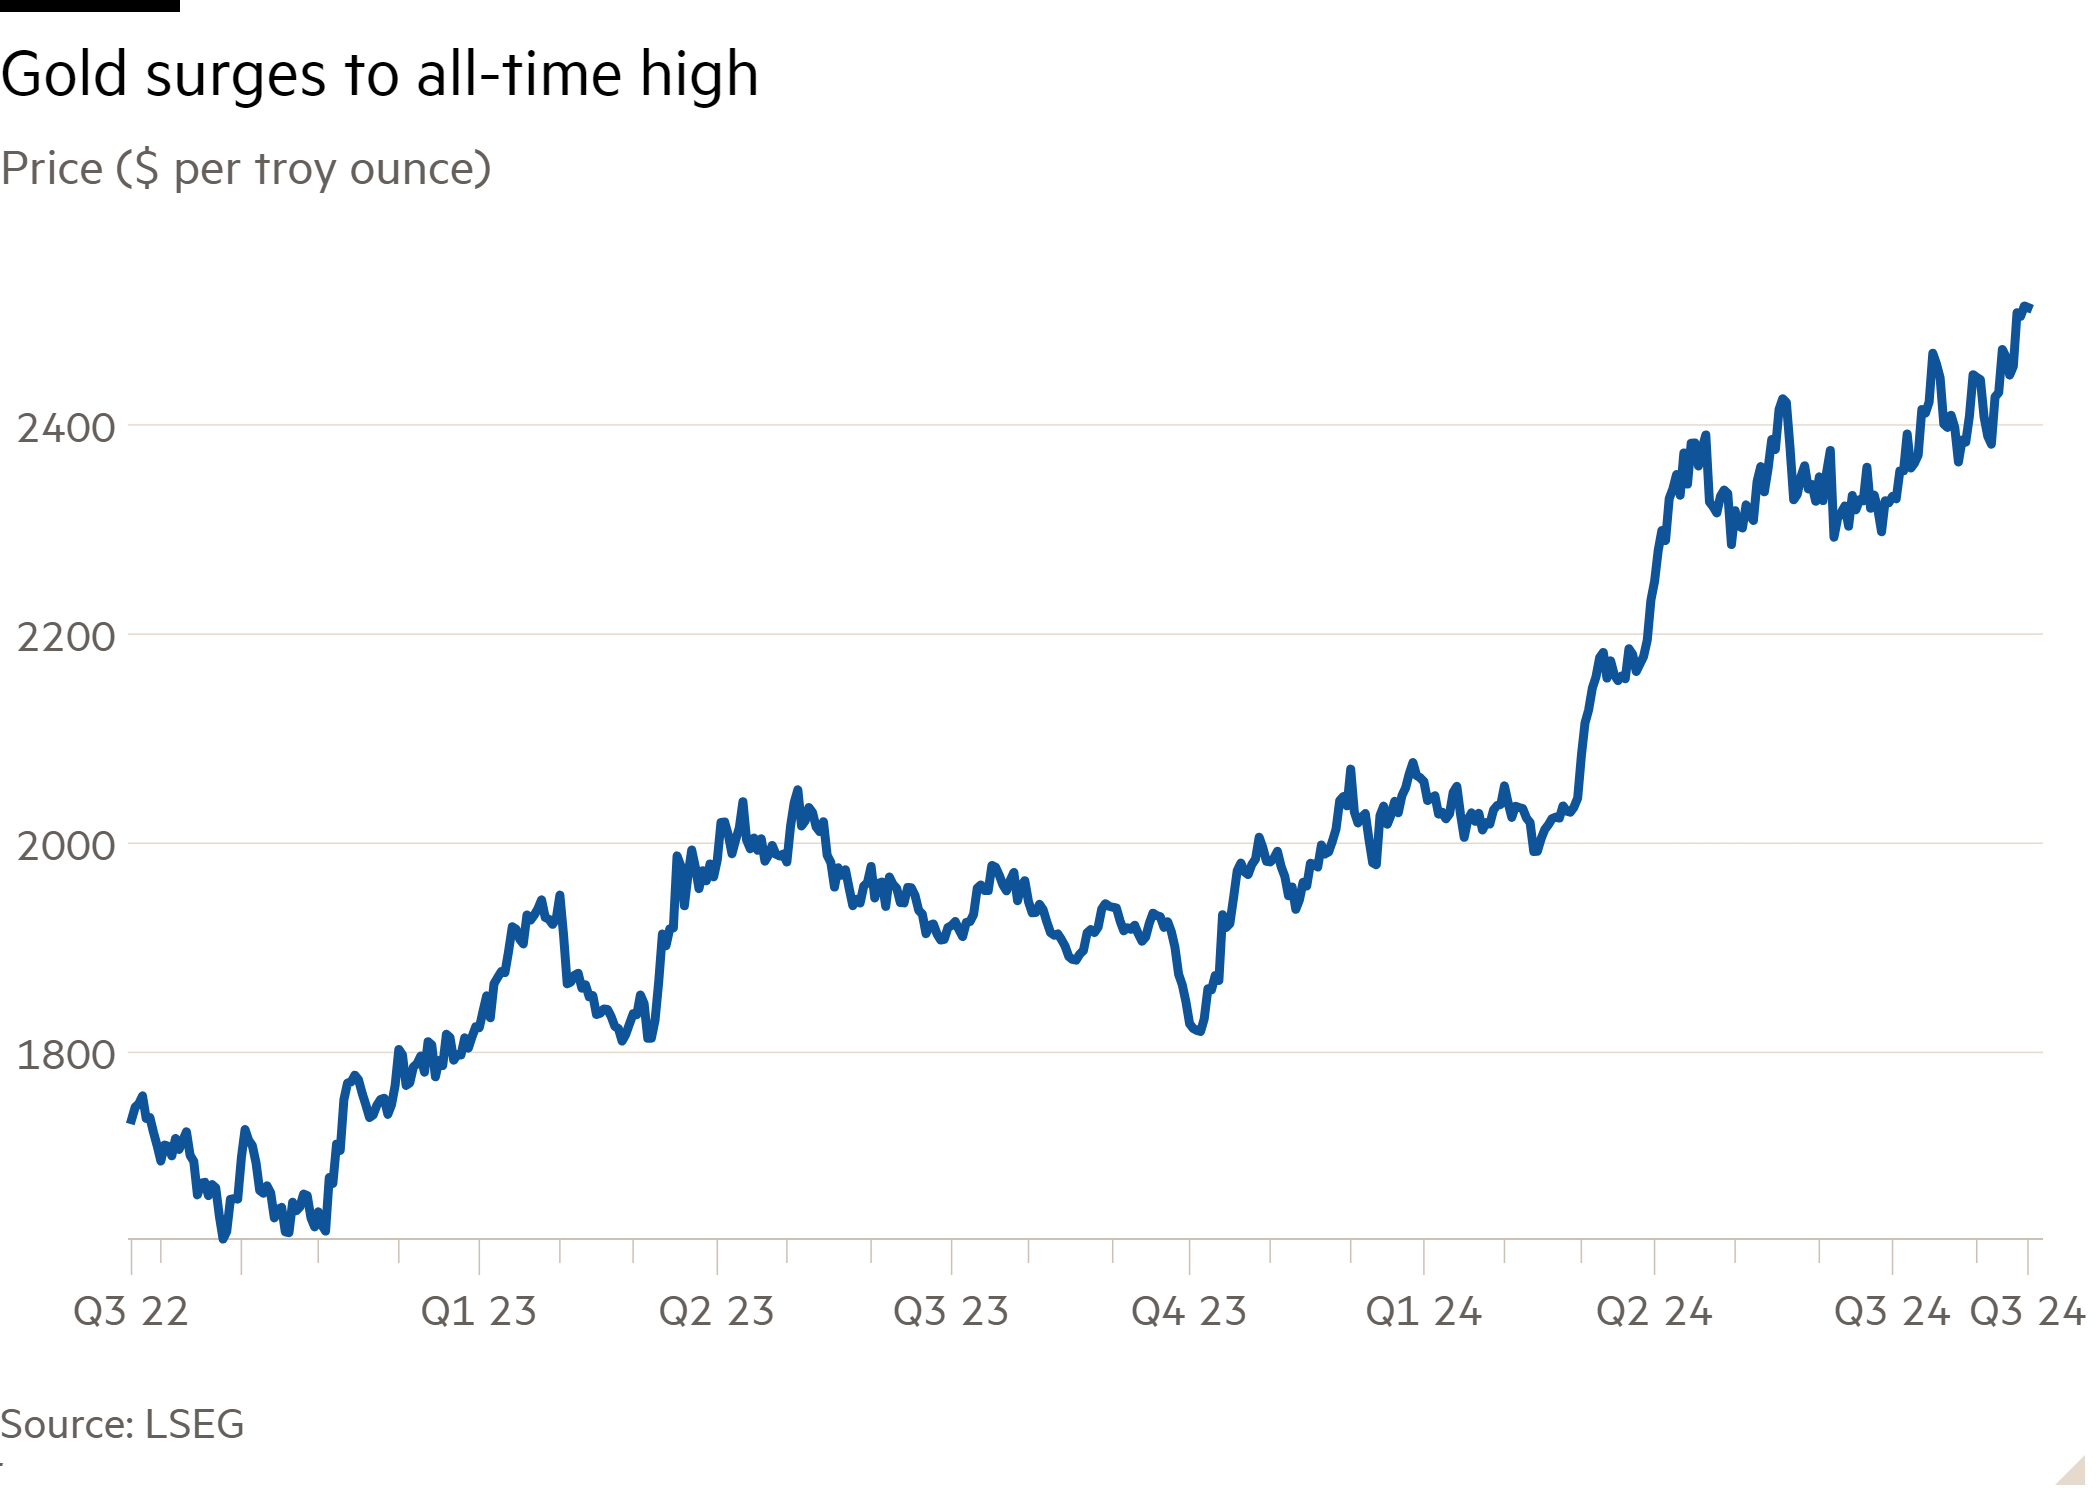 Gold surges to all-time high
Price ($ per troy ounce)
2400
2200
2000
1800
Q3 22 Q1 23 Q2 23 Q3 23 Q4 23 Q1 24 Q2 24 Q3 24 Q3 24
Source: LSEG